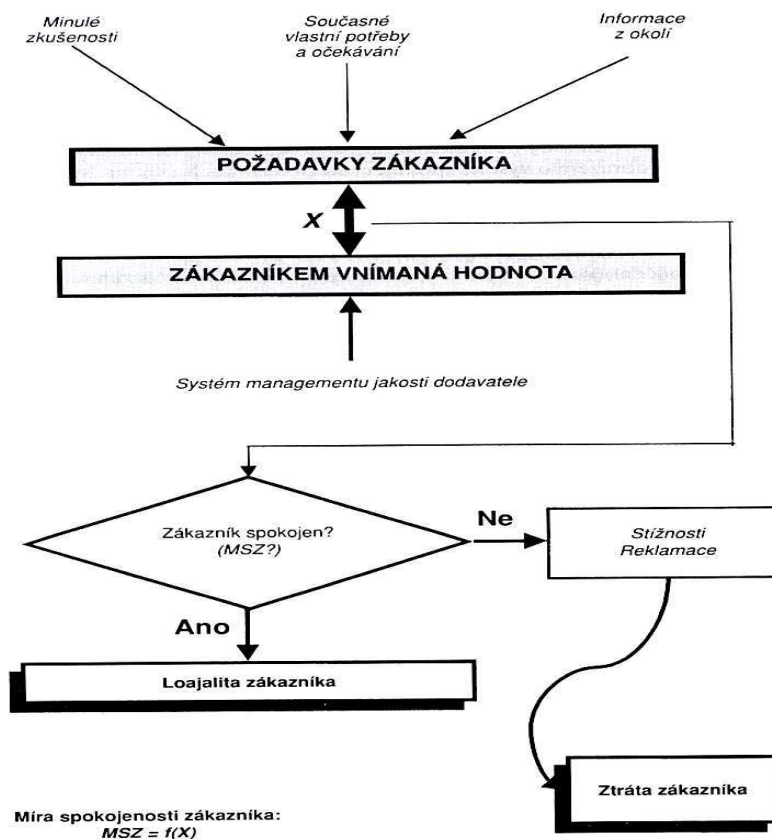 Minulé
zkušenosti
Současné
vlastní potřeby
a očekávání
Informace
z okolí
POŽADAVKY ZÁKAZNÍKA
X
ZÁKAZNÍKEM VNÍMANÁ HODNOTA
Systém managementu jakosti dodavatele
Zákazník spokojen?
(MSZ?)
Ne
Stížnosti
Reklamace
Ano
Loajalita zákazníka
Ztráta zákazníka
Míra spokojenosti zákazníka:
MSZ = f(X)